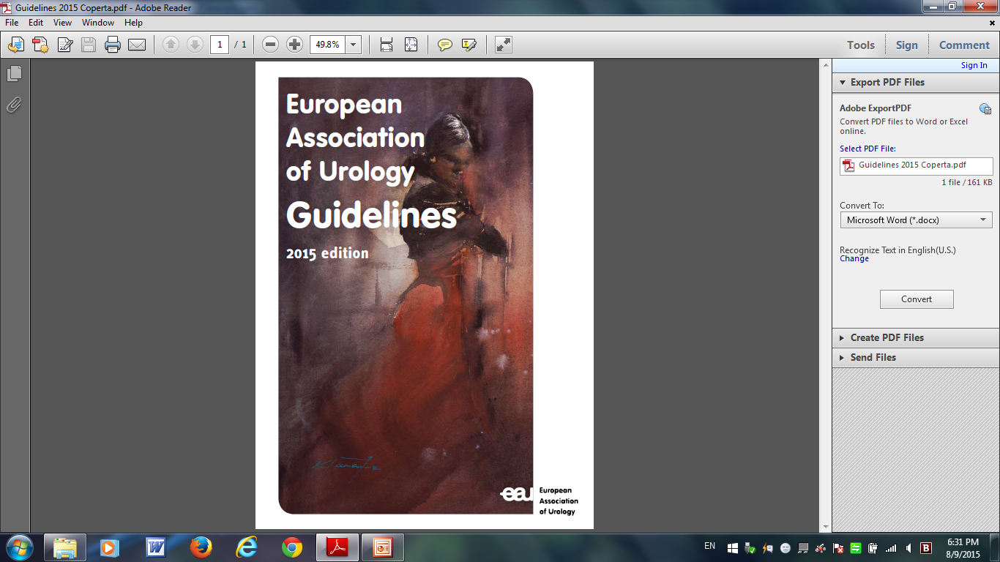 Guidelines 2015 Coperta.pdf - Adobe Reader
File Edit View Window Help
1 / 1
49.8%
Tools
Sign
Comment
Sign In
Export PDF Files
Adobe ExportPDF
Convert PDF files to Word or Excel
online.
Select PDF File:
Guidelines 2015 Coperta.pdf
1 file / 161 KB
Convert To:
Microsoft Word (*.docx)
Recognize Text in English(U.S.)
Change
Convert
Create PDF Files
Send Files
European
Association
of Urology
Guidelines
2015 edition
eau
European
Association
of Urology
EN
6:31 PM
8/9/2015